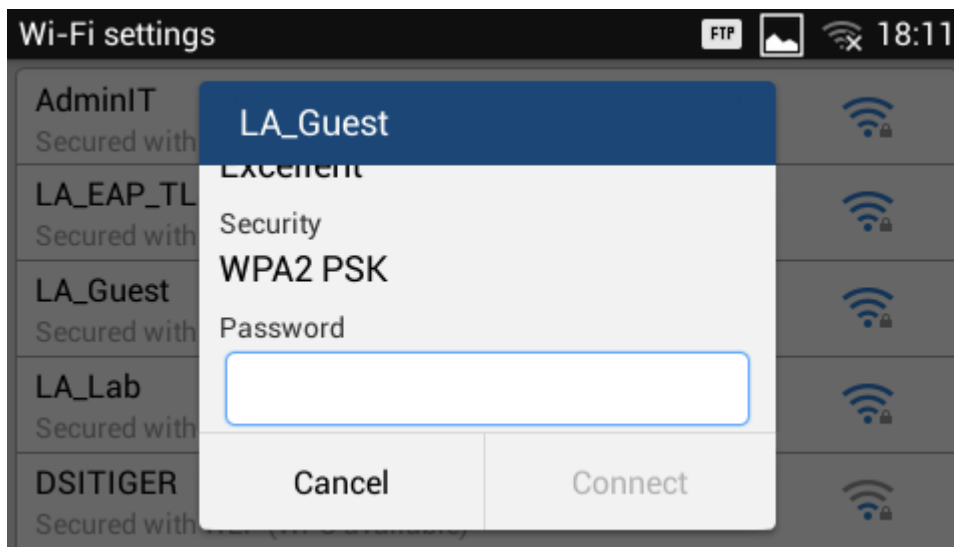 Wi-Fi settings FTP 18:11
AdminIT
Secured with
LA_EAP_TL
Secured with
LA_Guest
Secured with
LA_Lab
Secured with
DSITIGER
Secured with
LA_Guest
Excellent
Security
WPA2 PSK
Password
Cancel Connect